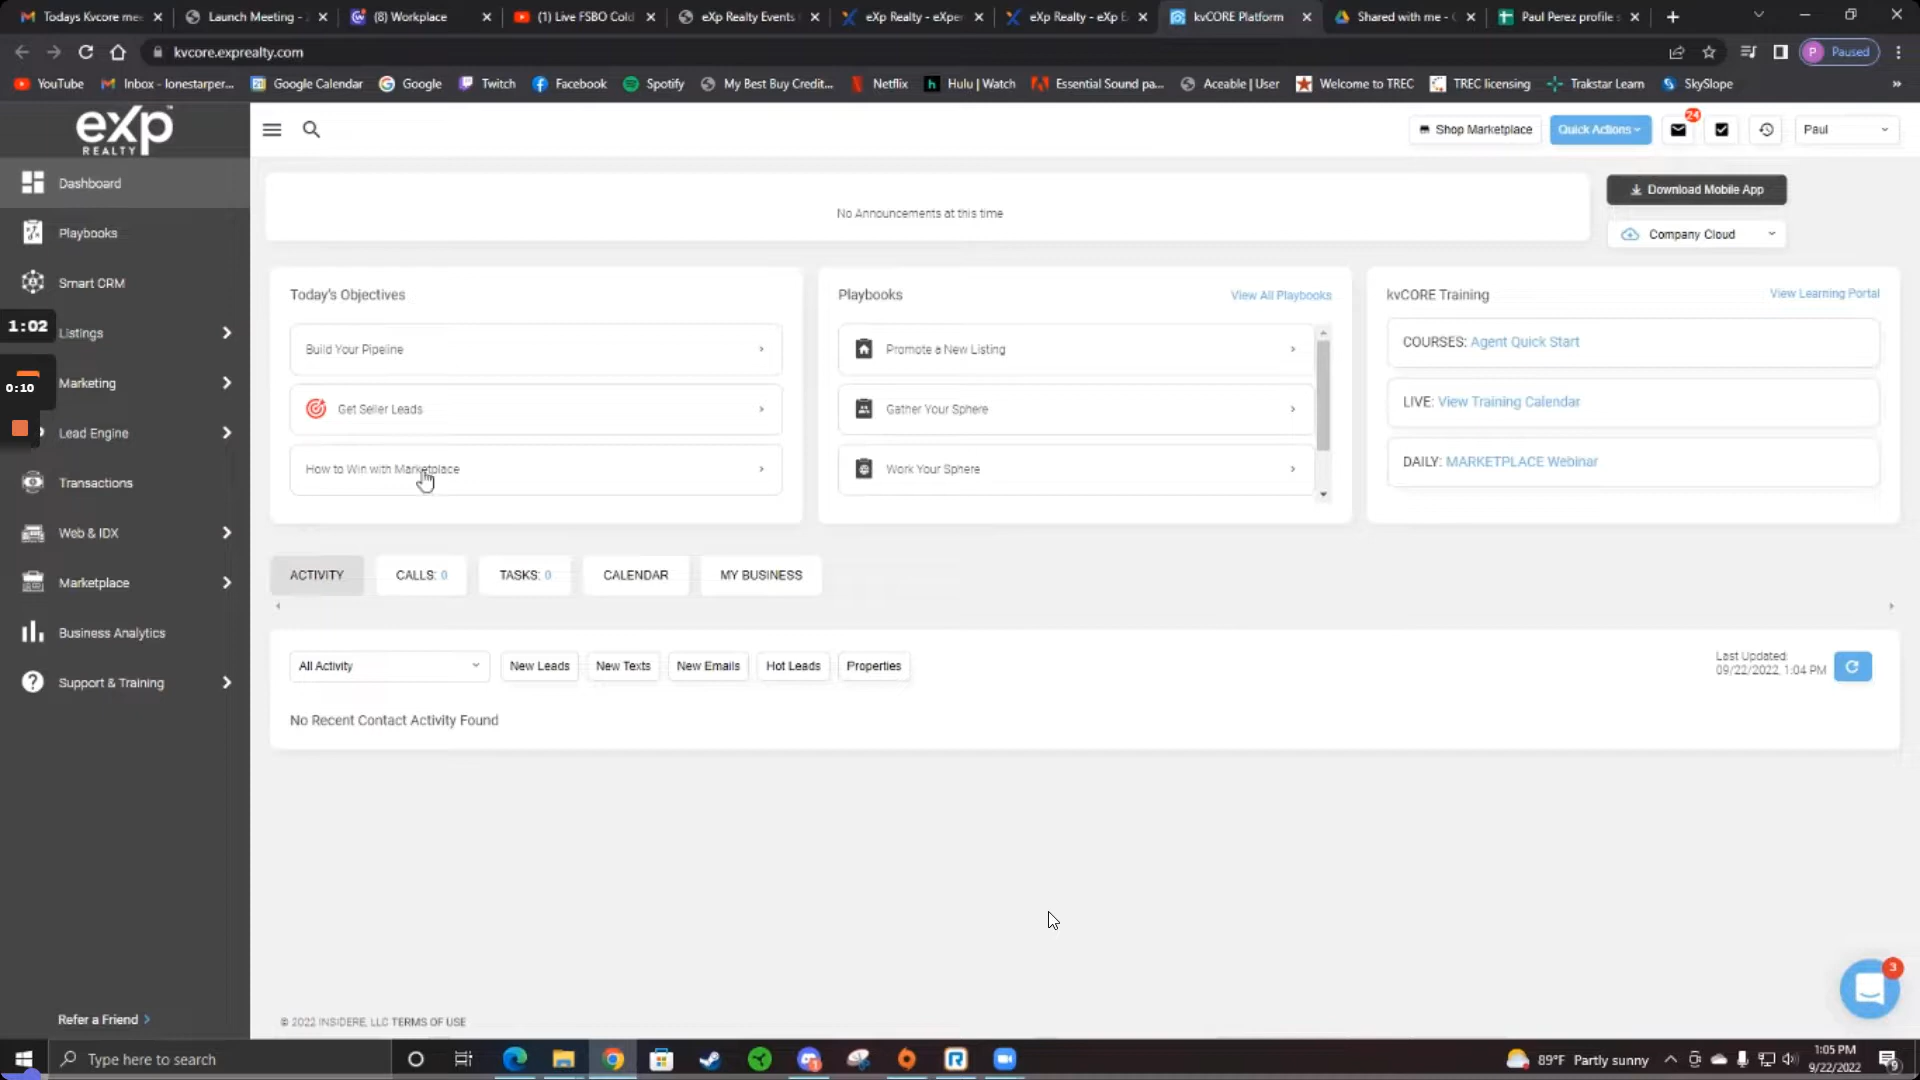 Todays Kvcore mee
Launch Meeting -
(8) Workplace
(1) Live FSBO Cold
eXp Realty Events
eXp Realty - eXper
eXp Realty - eXp E
kvCORE Platform
Shared with me - G
Paul Perez profile s
kvcore.exprealty.com
P Paused
YouTube
Inbox - lonestarper...
Google Calendar
Google
Twitch
Facebook
Spotify
My Best Buy Credit...
Netflix
Hulu | Watch
Essential Sound pa...
Aceable | User
Welcome to TREC
TREC licensing
Trakstar Learn
SkySlope
»
eXp
REALTY
Shop Marketplace
Quick Actions
24
Paul
Dashboard
Playbooks
Smart CRM
Listings
Marketing
Lead Engine
Transactions
Web & IDX
Marketplace
Business Analytics
Support & Training
Refer a Friend >
1:02
0:10
No Announcements at this time
Download Mobile App
Company Cloud
Today's Objectives
Build Your Pipeline
Get Seller Leads
How to Win with Marketplace
Playbooks
View All Playbooks
Promote a New Listing
Gather Your Sphere
Work Your Sphere
kvCORE Training
View Learning Portal
COURSES: Agent Quick Start
LIVE: View Training Calendar
DAILY: MARKETPLACE Webinar
ACTIVITY
CALLS: 0
TASKS: 0
CALENDAR
MY BUSINESS
All Activity
New Leads
New Texts
New Emails
Hot Leads
Properties
Last Updated:
09/22/2022, 1:04 PM
No Recent Contact Activity Found
3
© 2022 INSIDERE, LLC TERMS OF USE
Type here to search
89°F Partly sunny
1:05 PM
9/22/2022
9